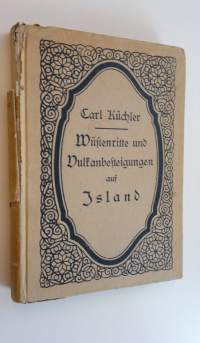 Carl Küchler
Wüstenritte und
Vulkanbesteigungen
auf
Island